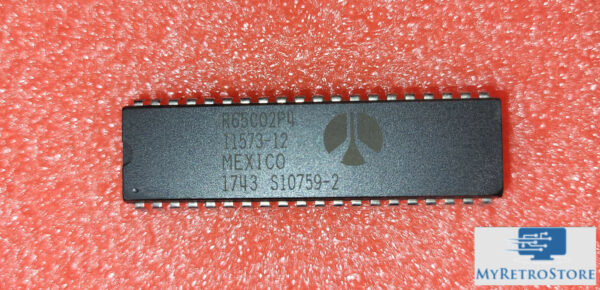 R65C02P4
11573-12
MEXICO
1743 S10759-2
MYRETROSTORE